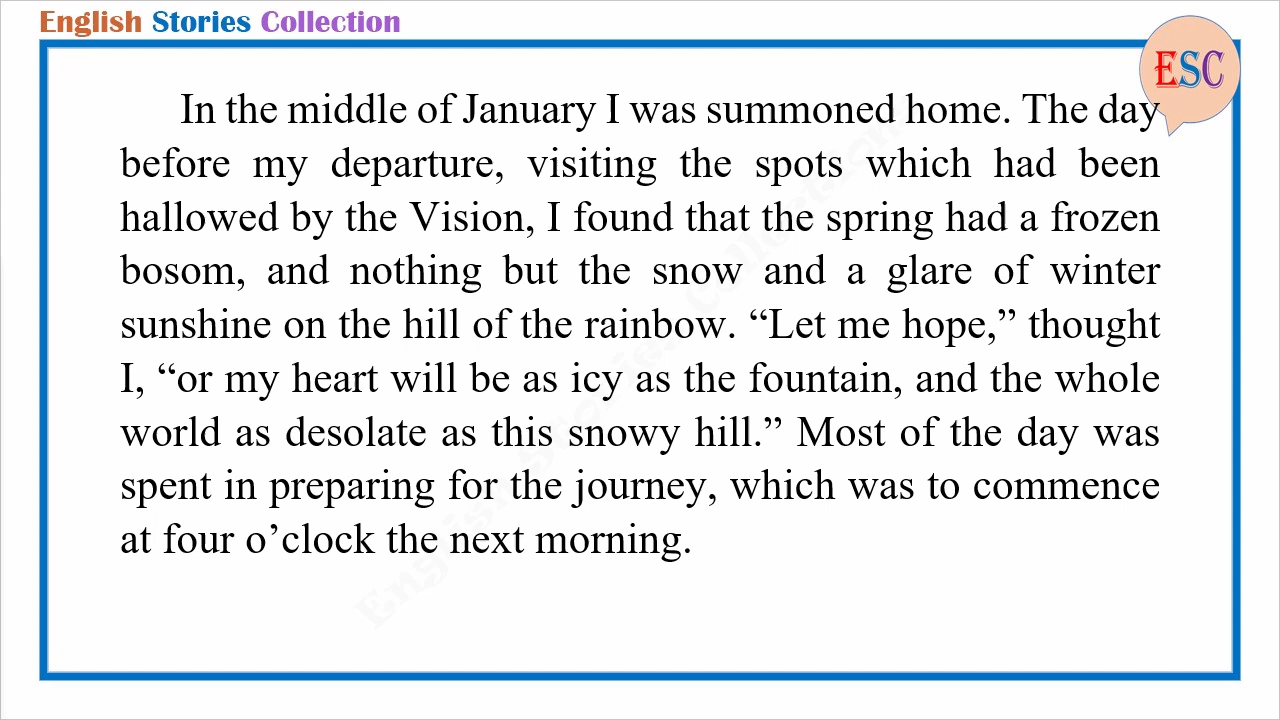 English Stories Collection
ESC
In the middle of January I was summoned home. The day
before my departure, visiting the spots which had been
hallowed by the Vision, I found that the spring had a frozen
bosom, and nothing but the snow and a glare of winter
sunshine on the hill of the rainbow. “Let me hope,” thought
I, “or my heart will be as icy as the fountain, and the whole
world as desolate as this snowy hill.” Most of the day was
spent in preparing for the journey, which was to commence
at four o’clock the next morning.
English Stories Collection